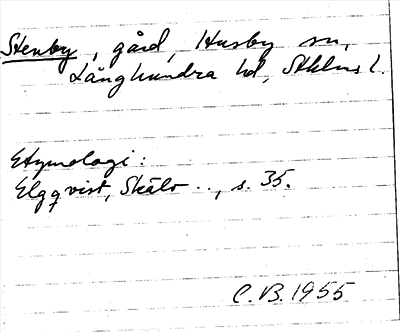 Stenby, gård, Husby sn,
Långhundra hd, Sthlms l.
Etymologi:
Elgqvist, Skälv .., s. 35.
C.B. 1955